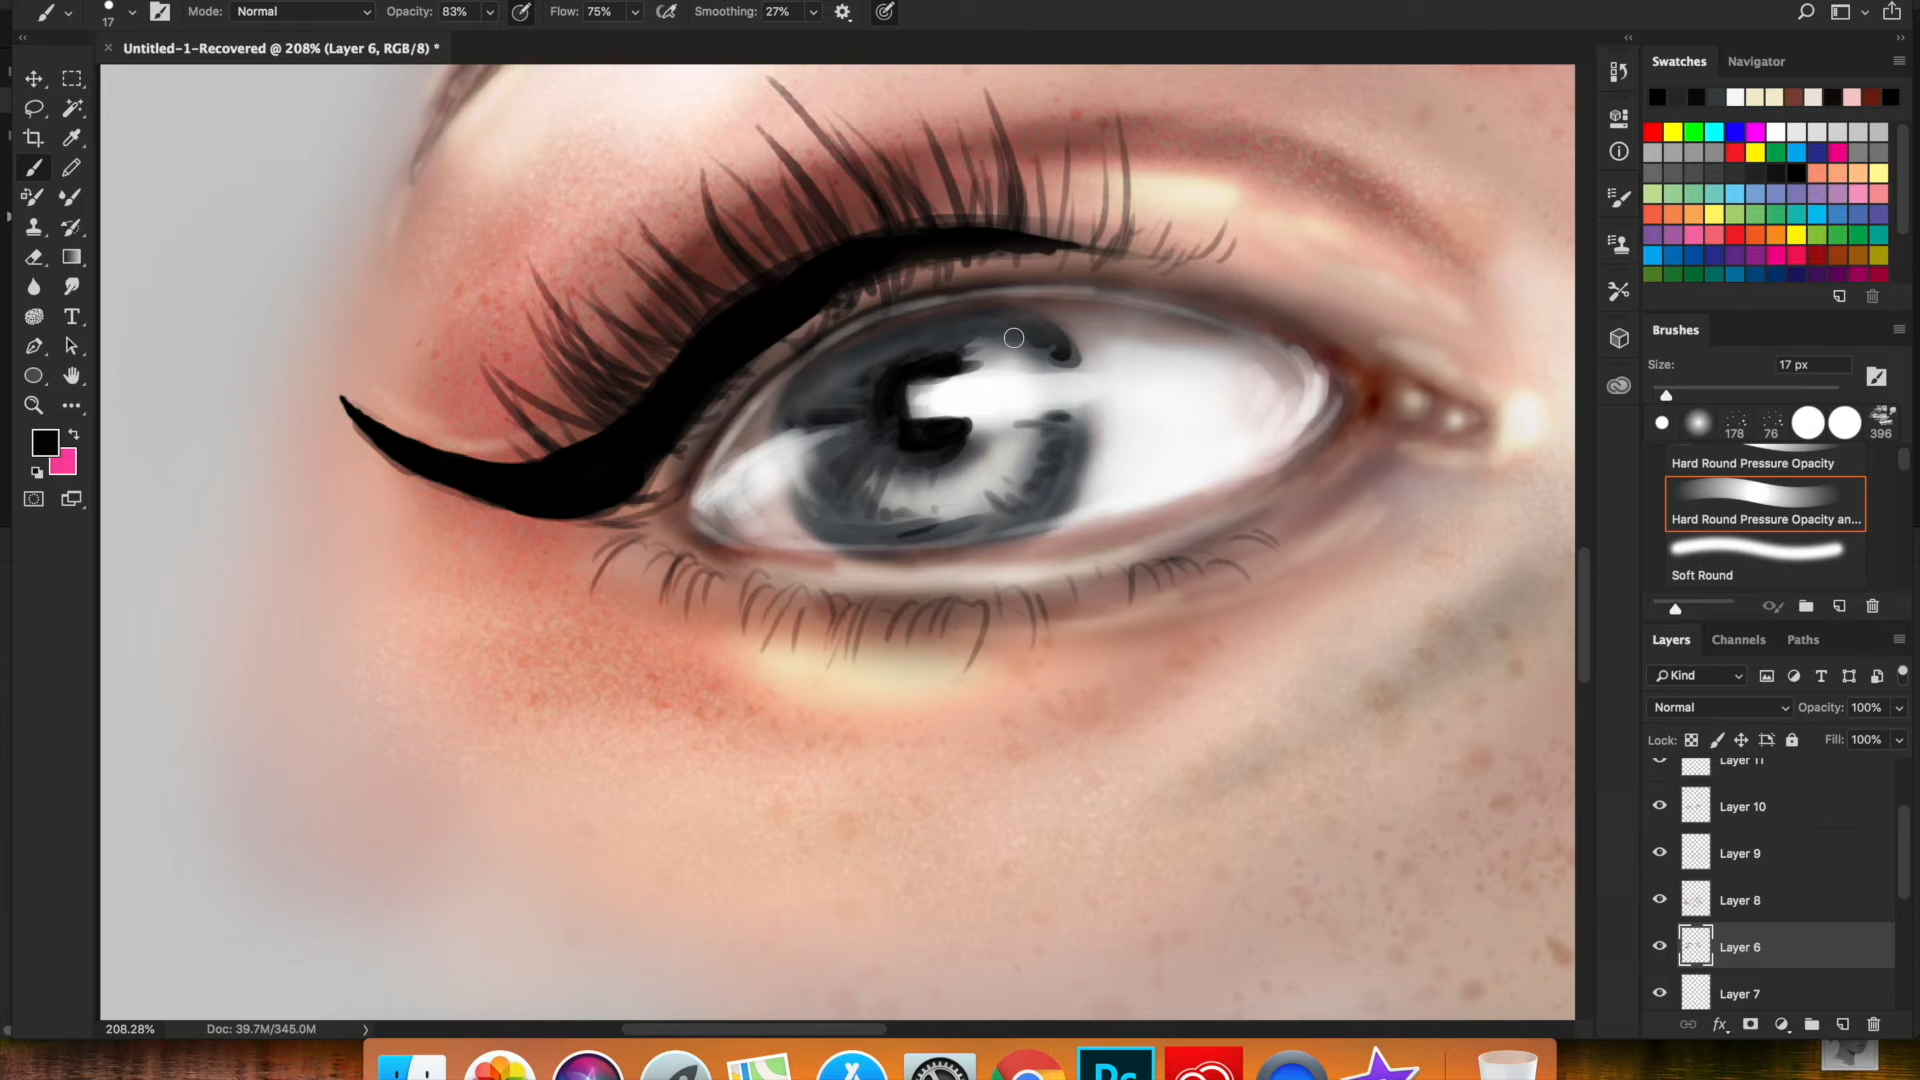 17 Mode: Normal Opacity: 83% Flow: 75% Smoothing: 27%
Untitled-1-Recovered @ 208% (Layer 6, RGB/8) *
Swatches Navigator
Brushes
Size: 17 px
178 76 396
Hard Round Pressure Opacity
Hard Round Pressure Opacity an...
Soft Round
Layers Channels Paths
Kind
Normal Opacity: 100%
Lock: Fill: 100%
Layer 11
Layer 10
Layer 9
Layer 8
Layer 6
Layer 7
fx
208.28% Doc: 39.7M/345.0M
Ps